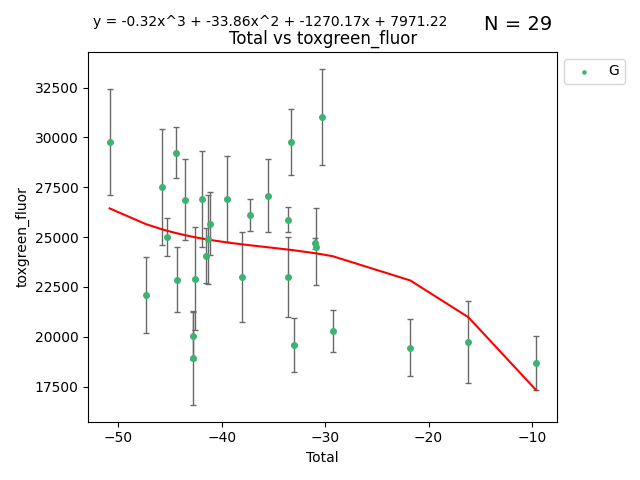 y = -0.32x^3 + -33.86x^2 + -1270.17x + 7971.22
N = 29
Total vs toxgreen_fluor
G
32500
30000
27500
25000
22500
20000
17500
toxgreen_fluor
−50
−40
−30
−20
−10
Total